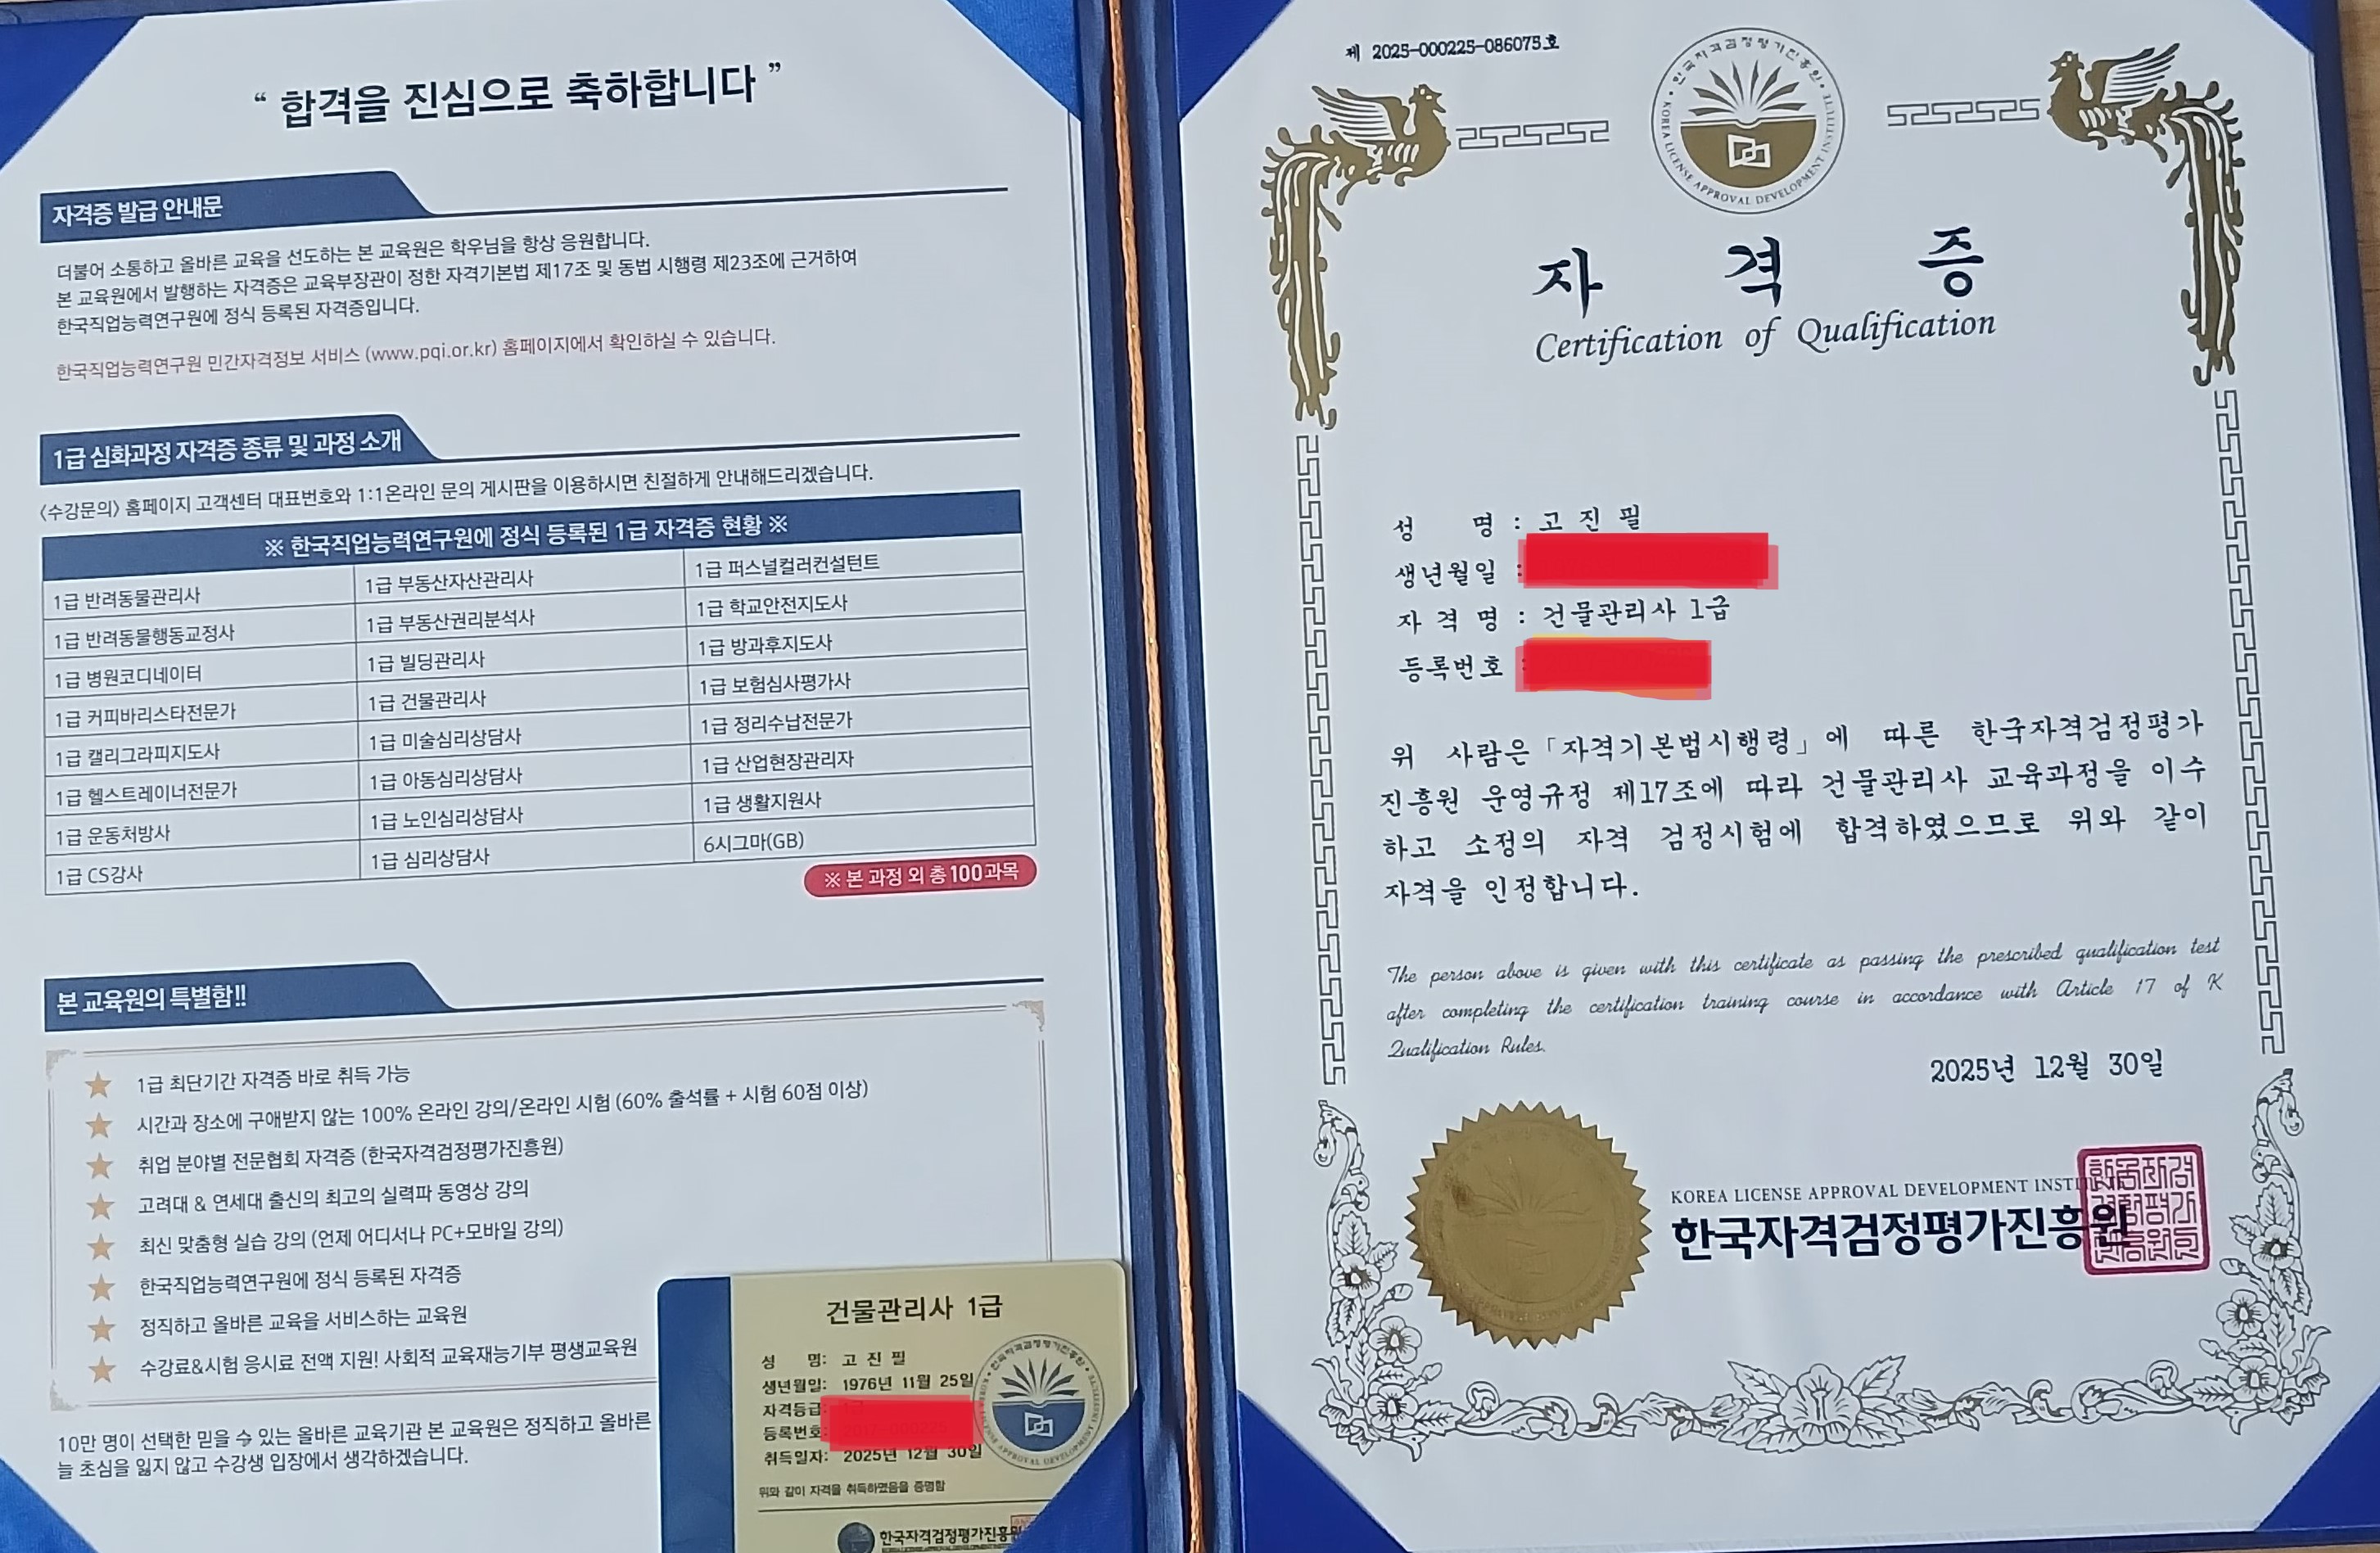 “ 합격을 진심으로 축하합니다 ”
자격증 발급 안내문
더불어 소통하고 올바른 교육을 선도하는 본 교육원은 학우님을 항상 응원합니다.
본 교육원에서 발행하는 자격증은 교육부장관이 정한 자격기본법 제17조 및 동법 시행령 제23조에 근거하여
한국직업능력연구원에 정식 등록된 자격증입니다.
한국직업능력연구원 민간자격정보 서비스 (www.pqi.or.kr) 홈페이지에서 확인하실 수 있습니다.
1급 심화과정 자격증 종류 및 과정 소개
<수강문의> 홈페이지 고객센터 대표번호와 1:1온라인 문의 게시판을 이용하시면 친절하게 안내해드리겠습니다.
※ 한국직업능력연구원에 정식 등록된 1급 자격증 현황 ※
1급 반려동물관리사 1급 부동산자산관리사 1급 퍼스널컬러컨설턴트
1급 반려동물행동교정사 1급 부동산권리분석사 1급 학교안전지도사
1급 병원코디네이터 1급 빌딩관리사 1급 방과후지도사
1급 커피바리스타전문가 1급 건물관리사 1급 보험심사평가사
1급 캘리그라피지도사 1급 미술심리상담사 1급 정리수납전문가
1급 헬스트레이너전문가 1급 아동심리상담사 1급 산업현장관리자
1급 운동처방사 1급 노인심리상담사 1급 생활지원사
1급 CS강사 1급 심리상담사 6시그마(GB)
※ 본 과정 외 총 100과목
본 교육원의 특별함!!
1급 최단기간 자격증 바로 취득 가능
시간과 장소에 구애받지 않는 100% 온라인 강의/온라인 시험 (60% 출석률 + 시험 60점 이상)
취업 분야별 전문협회 자격증 (한국자격검정평가진흥원)
고려대 & 연세대 출신의 최고의 실력파 동영상 강의
최신 맞춤형 실습 강의 (언제 어디서나 PC+모바일 강의)
한국직업능력연구원에 정식 등록된 자격증
정직하고 올바른 교육을 서비스하는 교육원
수강료&시험 응시료 전액 지원! 사회적 교육재능기부 평생교육원
10만 명이 선택한 믿을 수 있는 올바른 교육기관 본 교육원은 정직하고 올바른
늘 초심을 잃지 않고 수강생 입장에서 생각하겠습니다.
건물관리사 1급
성 명: 고 진 필
생년월일: 1976년 11월 25일
자격등급:
등록번호:
취득일자: 2025년 12월 30일
위와 같이 자격을 취득하였음을 증명함
한국자격검정평가진흥원
제 2025-000225-086075호
한국자격검정평가진흥원
KOREA LICENSE APPROVAL DEVELOPMENT INSTITUTE
자 격 증
Certification of Qualification
성 명 : 고 진 필
생년월일 :
자 격 명 : 건물관리사 1급
등록번호 :
위 사람은 「자격기본법시행령」에 따른 한국자격검정평가
진흥원 운영규정 제17조에 따라 건물관리사 교육과정을 이수
하고 소정의 자격 검정시험에 합격하였으므로 위와 같이
자격을 인정합니다.
The person above is given with this certificate as passing the prescribed qualification test
after completing the certification training course in accordance with Article 17 of K
Qualification Rules.
2025년 12월 30일
KOREA LICENSE APPROVAL DEVELOPMENT INSTITUTE
한국자격검정평가진흥원